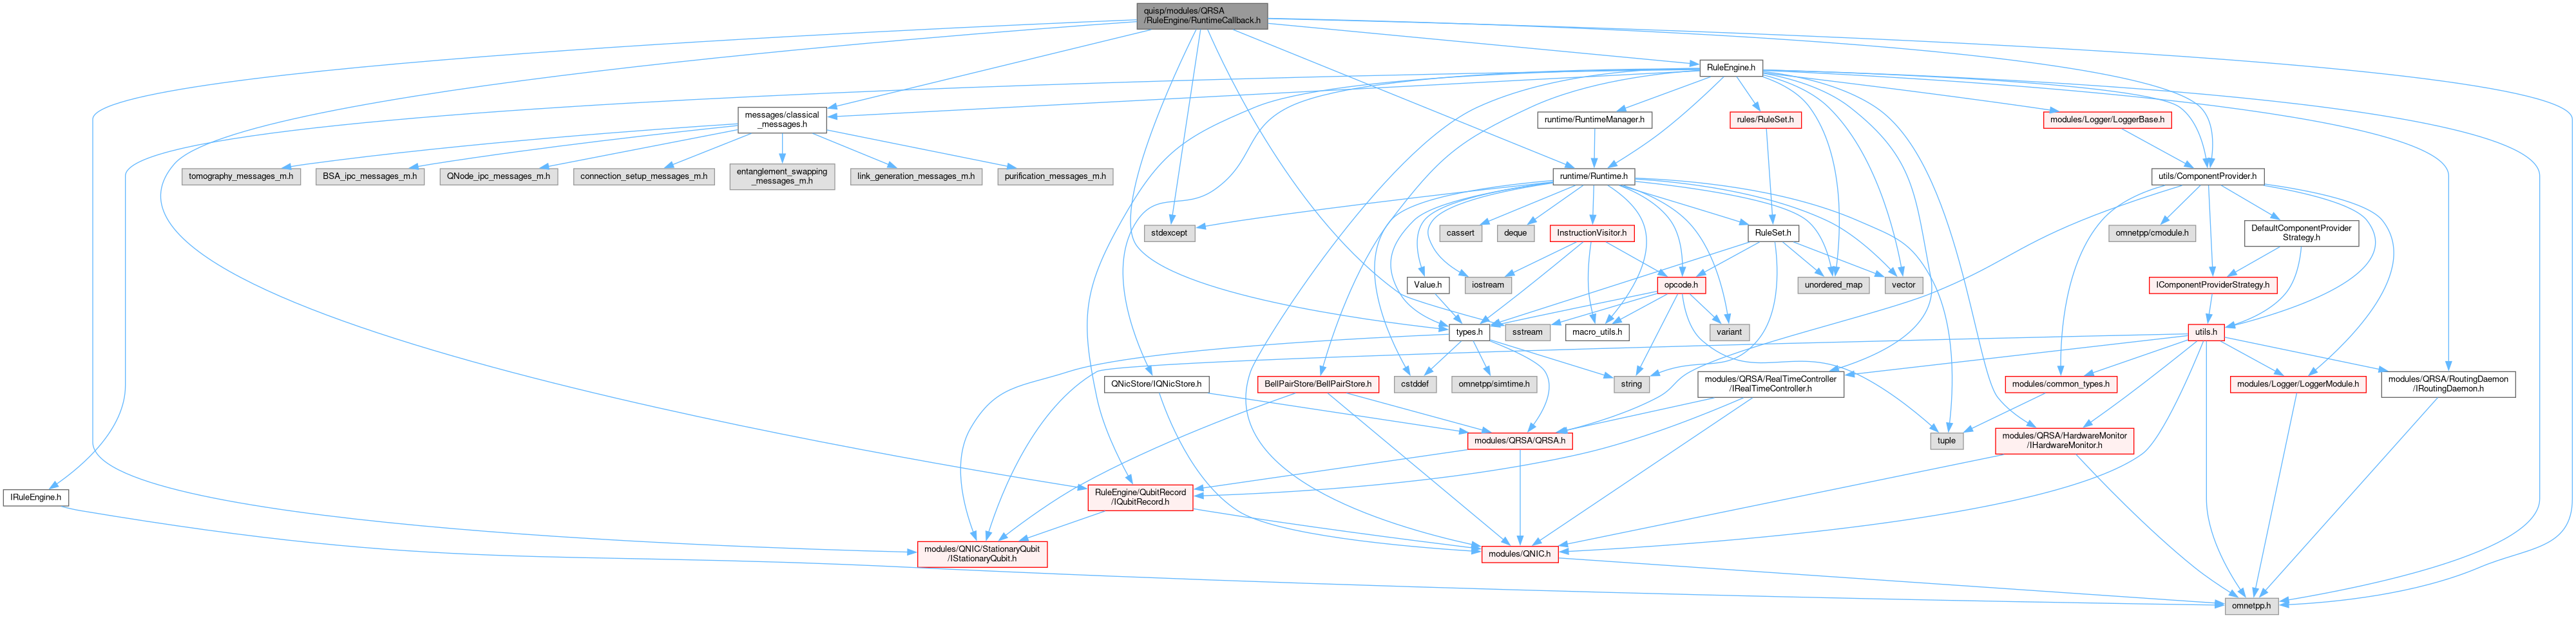 quisp/modules/QRSA
/RuleEngine/RuntimeCallback.h
RuleEngine.h
messages/classical
_messages.h
runtime/RuntimeManager.h
rules/RuleSet.h
modules/Logger/LoggerBase.h
tomography_messages_m.h
BSA_ipc_messages_m.h
QNode_ipc_messages_m.h
connection_setup_messages_m.h
entanglement_swapping
_messages_m.h
link_generation_messages_m.h
purification_messages_m.h
runtime/Runtime.h
utils/ComponentProvider.h
stdexcept
cassert
deque
InstructionVisitor.h
RuleSet.h
omnetpp/cmodule.h
DefaultComponentProvider
Strategy.h
Value.h
iostream
opcode.h
unordered_map
vector
IComponentProviderStrategy.h
types.h
sstream
macro_utils.h
variant
utils.h
QNicStore/IQNicStore.h
BellPairStore/BellPairStore.h
cstddef
omnetpp/simtime.h
string
modules/QRSA/RealTimeController
/IRealTimeController.h
modules/common_types.h
modules/Logger/LoggerModule.h
modules/QRSA/RoutingDaemon
/IRoutingDaemon.h
modules/QRSA/QRSA.h
tuple
modules/QRSA/HardwareMonitor
/IHardwareMonitor.h
IRuleEngine.h
RuleEngine/QubitRecord
/IQubitRecord.h
modules/QNIC/StationaryQubit
/IStationaryQubit.h
modules/QNIC.h
omnetpp.h